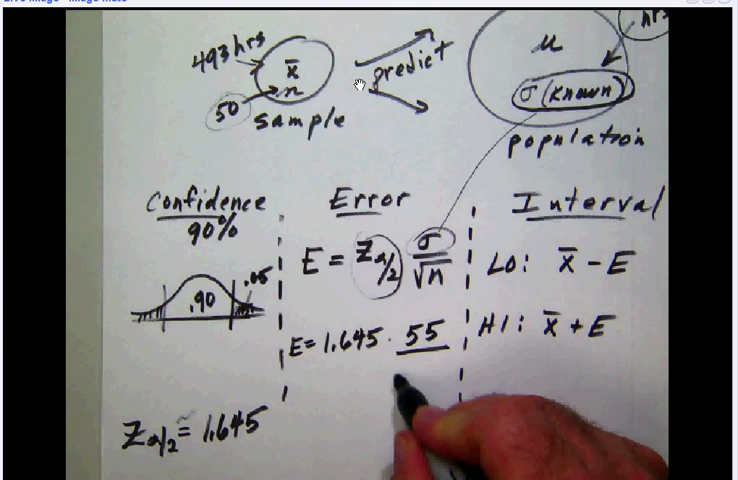 493 hrs
x̄
n
50
sample
predict
μ
hrs
σ (known)
population
Confidence
90%
.90
.05
Zα/2 = 1.645
Error
E = Zα/2 σ/√n
E = 1.645 · 55
Interval
LO: x̄ - E
HI: x̄ + E